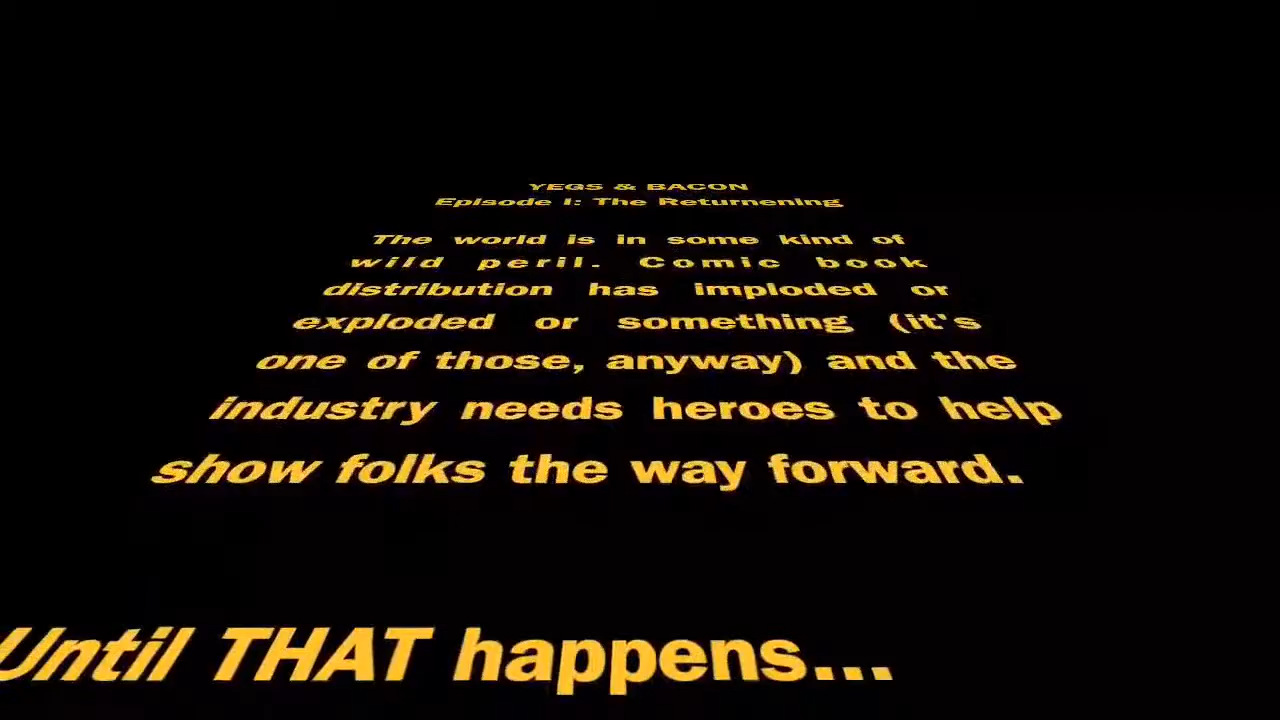 YEGS & BACON
Episode I: The Returnening
The world is in some kind of
wild peril. Comic book
distribution has imploded or
exploded or something (it's
one of those, anyway) and the
industry needs heroes to help
show folks the way forward.
Until THAT happens...